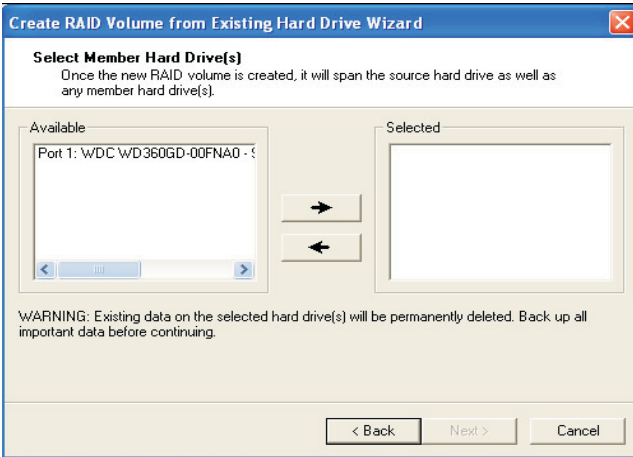 Create RAID Volume from Existing Hard Drive Wizard
Select Member Hard Drive(s)
Once the new RAID volume is created, it will span the source hard drive as well as
any member hard drive(s).
Available
Selected
Port 1: WDC WD360GD-00FNA0 -
WARNING: Existing data on the selected hard drive(s) will be permanently deleted. Back up all
important data before continuing.
< Back
Next >
Cancel